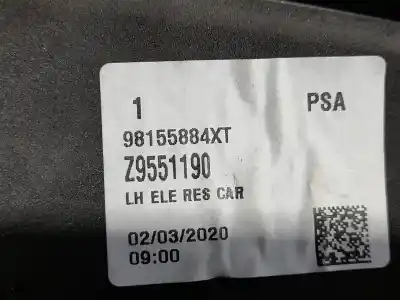 1 PSA
98155884XT
Z9551190
LH ELE RES CAR
02/03/2020
09:00